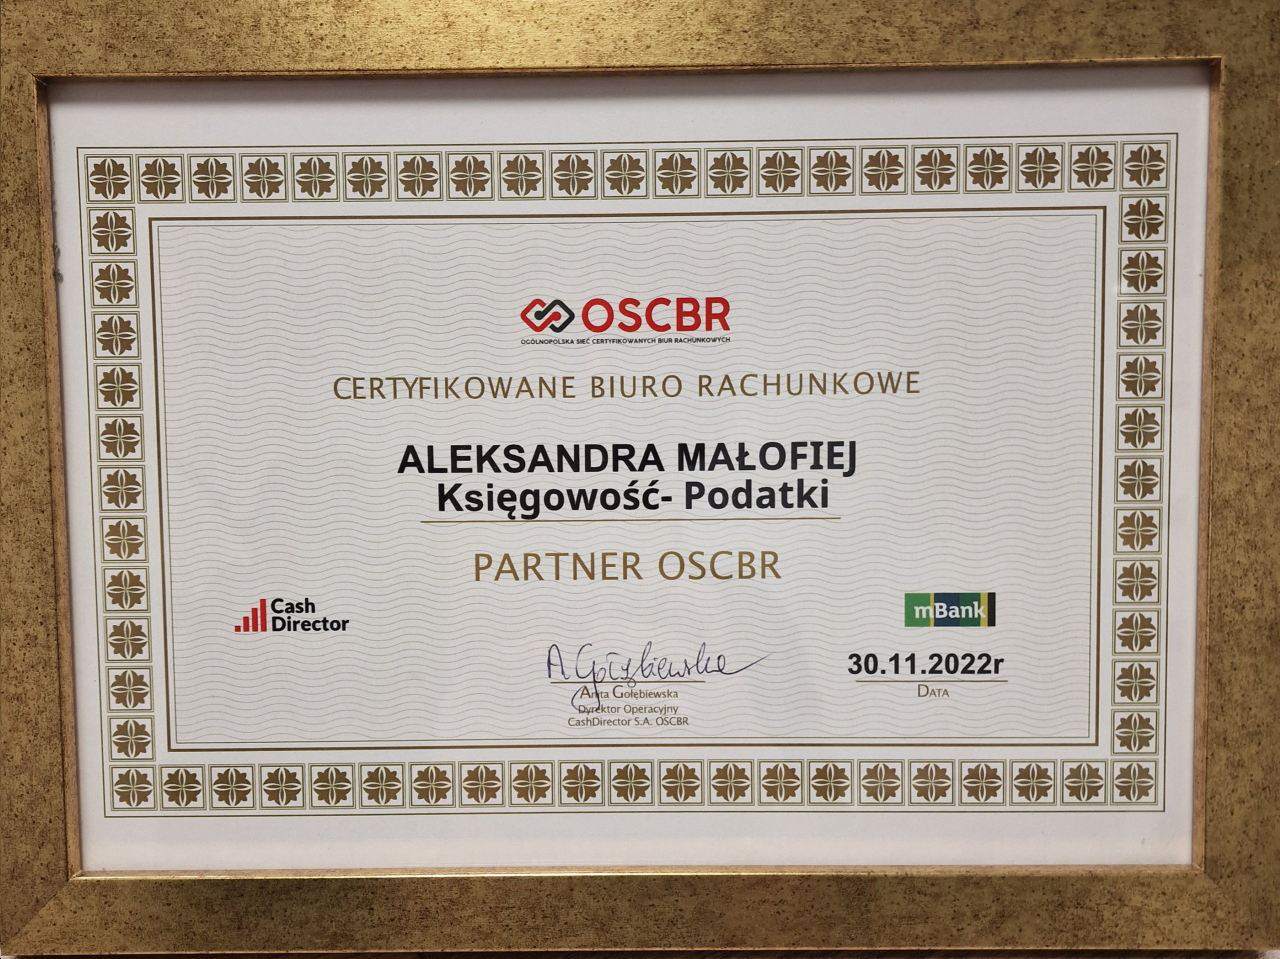 OSCBR
OGÓLNOPOLSKA SIEĆ CERTYFIKOWANYCH BIUR RACHUNKOWYCH
CERTYFIKOWANE BIURO RACHUNKOWE
ALEKSANDRA MAŁOFIEJ
Księgowość- Podatki
PARTNER OSCBR
Cash
Director
mBank
A Gołębiewska
30.11.2022r
Anita Gołębiewska
DATA
Dyrektor Operacyjny
CashDirector S.A. OSCBR